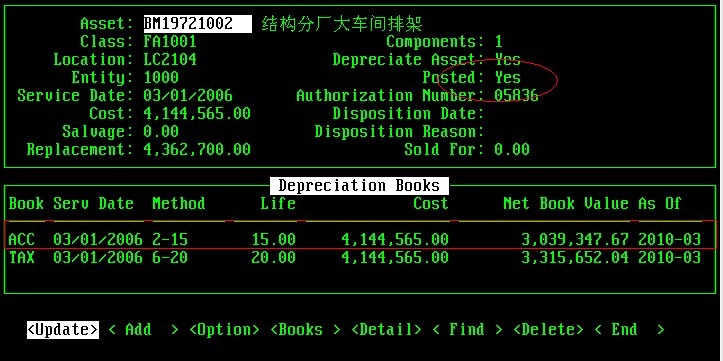 Asset: BM19721002 结构分厂大车间排架
Class: FA1001 Components: 1
Location: LC2104 Depreciate Asset: Yes
Entity: 1000 Posted: Yes
Service Date: 03/01/2006 Authorization Number: 05836
Cost: 4,144,565.00 Disposition Date:
Salvage: 0.00 Disposition Reason:
Replacement: 4,362,700.00 Sold For: 0.00
Depreciation Books
Book Serv Date Method Life Cost Net Book Value As Of
ACC 03/01/2006 2-15 15.00 4,144,565.00 3,039,347.67 2010-03
TAX 03/01/2006 6-20 20.00 4,144,565.00 3,315,652.04 2010-03
<Update> < Add > <Option> <Books > <Detail> < Find > <Delete> < End >